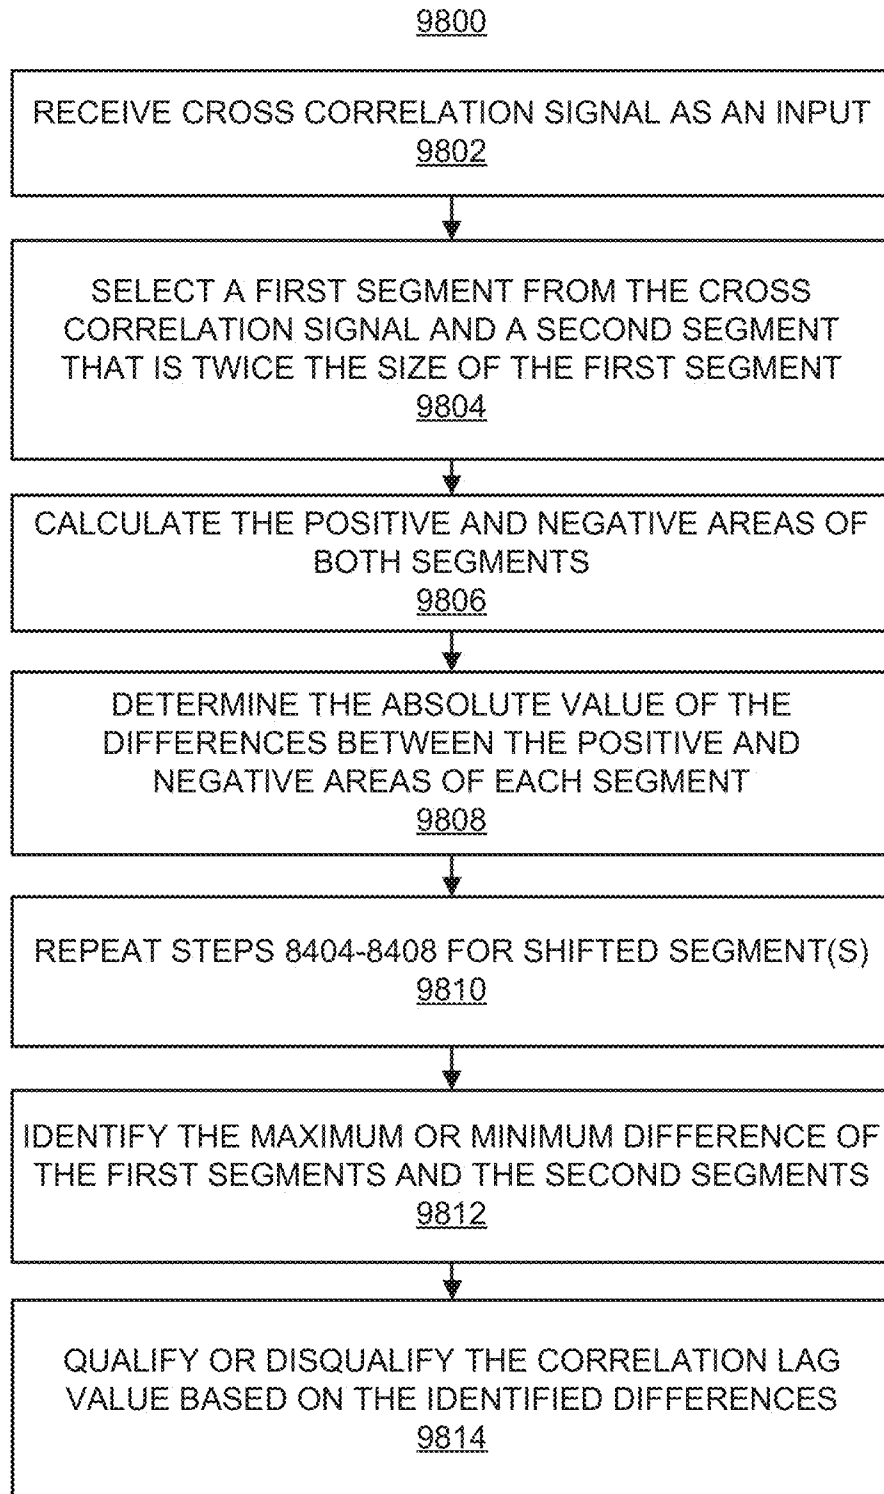 9800
RECEIVE CROSS CORRELATION SIGNAL AS AN INPUT
9802
SELECT A FIRST SEGMENT FROM THE CROSS
CORRELATION SIGNAL AND A SECOND SEGMENT
THAT IS TWICE THE SIZE OF THE FIRST SEGMENT
9804
CALCULATE THE POSITIVE AND NEGATIVE AREAS OF
BOTH SEGMENTS
9806
DETERMINE THE ABSOLUTE VALUE OF THE
DIFFERENCES BETWEEN THE POSITIVE AND
NEGATIVE AREAS OF EACH SEGMENT
9808
REPEAT STEPS 8404-8408 FOR SHIFTED SEGMENT(S)
9810
IDENTIFY THE MAXIMUM OR MINIMUM DIFFERENCE OF
THE FIRST SEGMENTS AND THE SECOND SEGMENTS
9812
QUALIFY OR DISQUALIFY THE CORRELATION LAG
VALUE BASED ON THE IDENTIFIED DIFFERENCES
9814